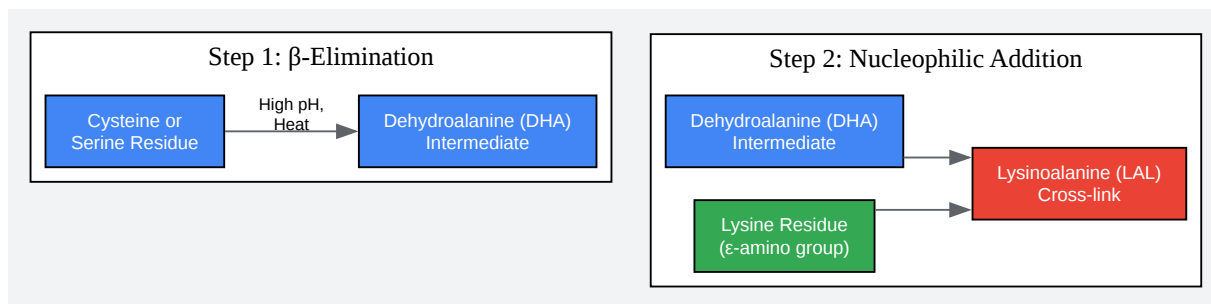 Step 1: β-Elimination
Cysteine or
Serine Residue
High pH,
Heat
Dehydroalanine (DHA)
Intermediate
Step 2: Nucleophilic Addition
Dehydroalanine (DHA)
Intermediate
Lysine Residue
(ε-amino group)
Lysinoalanine (LAL)
Cross-link